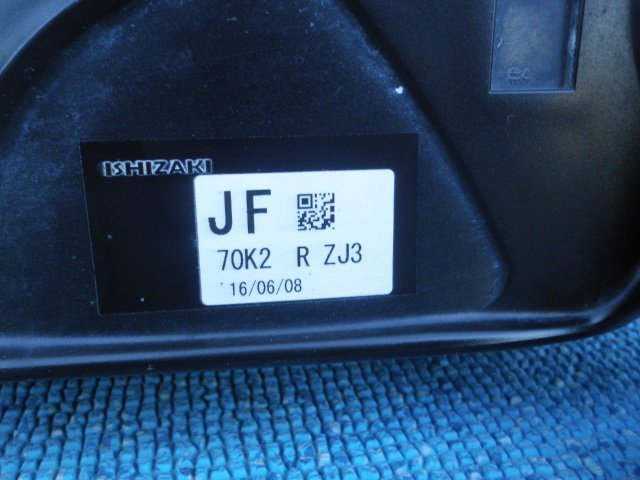 ISHIZAKI
JF
70K2 R ZJ3
'16/06/08